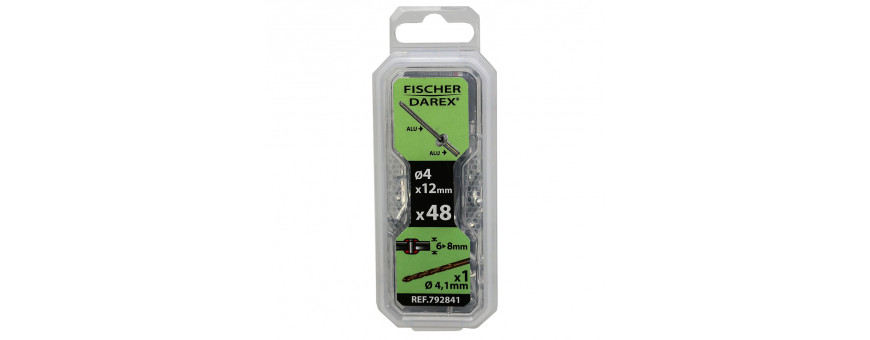 FISCHER
DAREX®
ALU →
ALU →
ø4
x12mm
x48
6▸8mm
x1
Ø 4,1mm
REF.792841